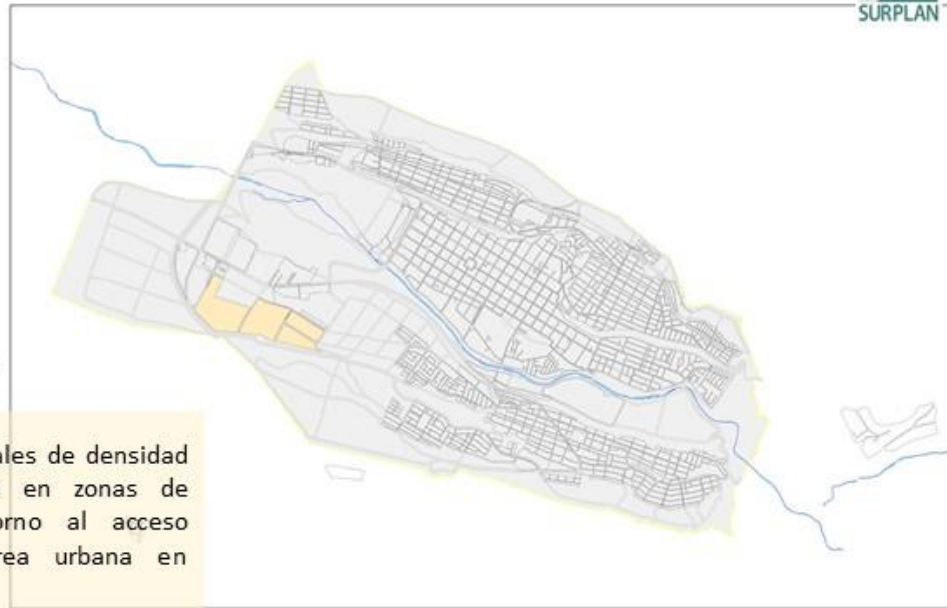 SURPLAN
ales de densidad
en zonas de
orno al acceso
rea urbana en